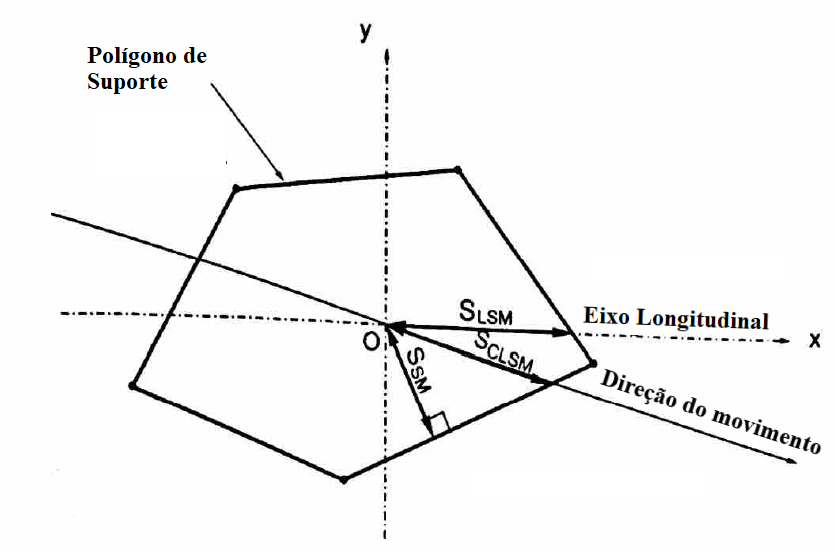 y
Polígono de
Suporte
SLSM
Eixo Longitudinal
x
O
SCLSM
SSM
Direção do movimento